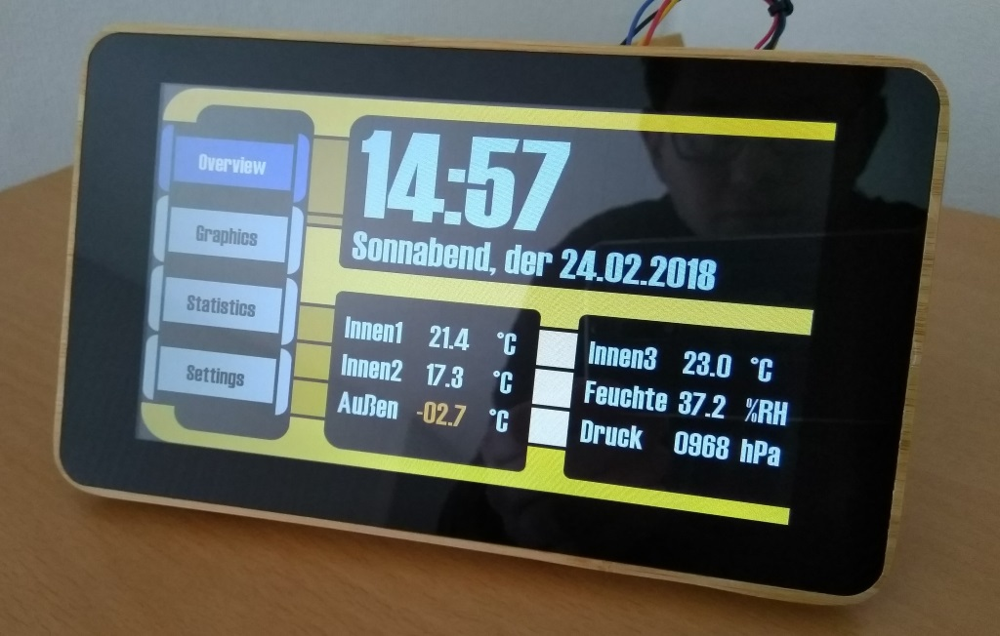 Overview
Graphics
Statistics
Settings
14:57
Sonnabend, der 24.02.2018
Innen1 21.4 °C
Innen2 17.3 °C
Außen -02.7 °C
Innen3 23.0 °C
Feuchte 37.2 %RH
Druck 0968 hPa